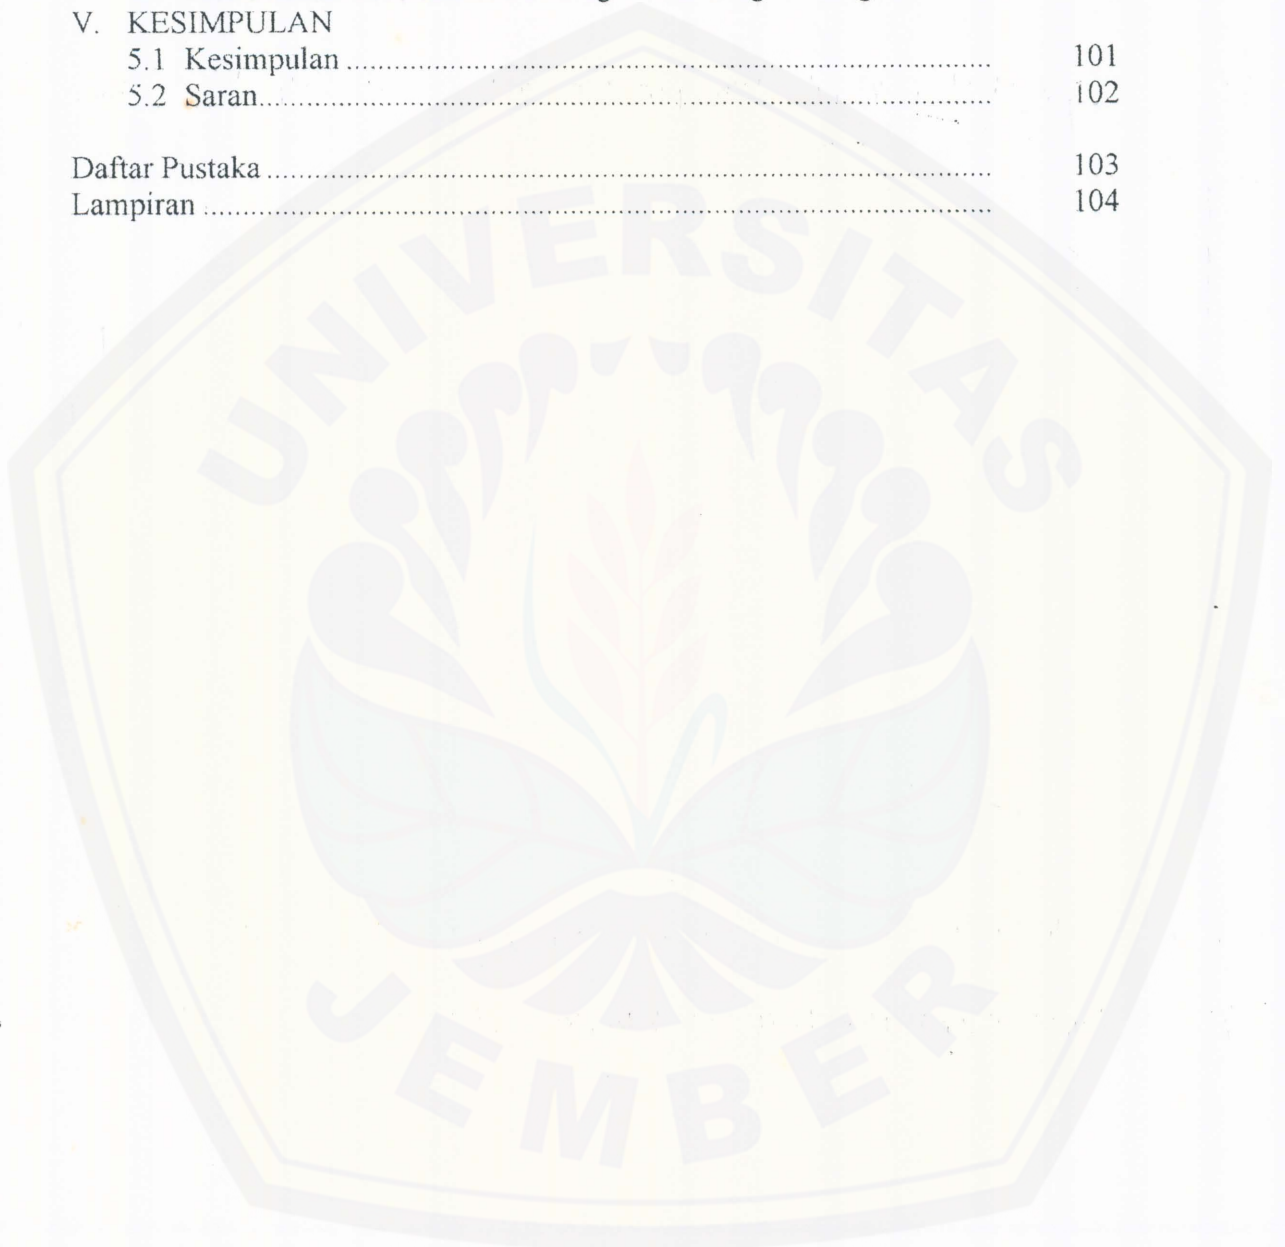 V. KESIMPULAN
5.1 Kesimpulan ........................................ 101
5.2 Saran ........................................ 102
Daftar Pustaka ........................................ 103
Lampiran ........................................ 104
UNIVERSITAS
JEMBER